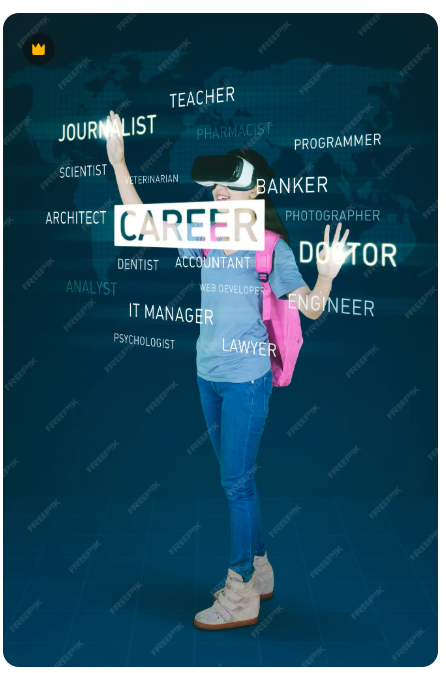 TEACHER
JOURNALIST
PHARMACIST
PROGRAMMER
SCIENTIST
VETERINARIAN
BANKER
ARCHITECT
CAREER
PHOTOGRAPHER
DOCTOR
DENTIST
ACCOUNTANT
ANALYST
WEB DEVELOPER
ENGINEER
IT MANAGER
PSYCHOLOGIST
LAWYER
FREEPIK